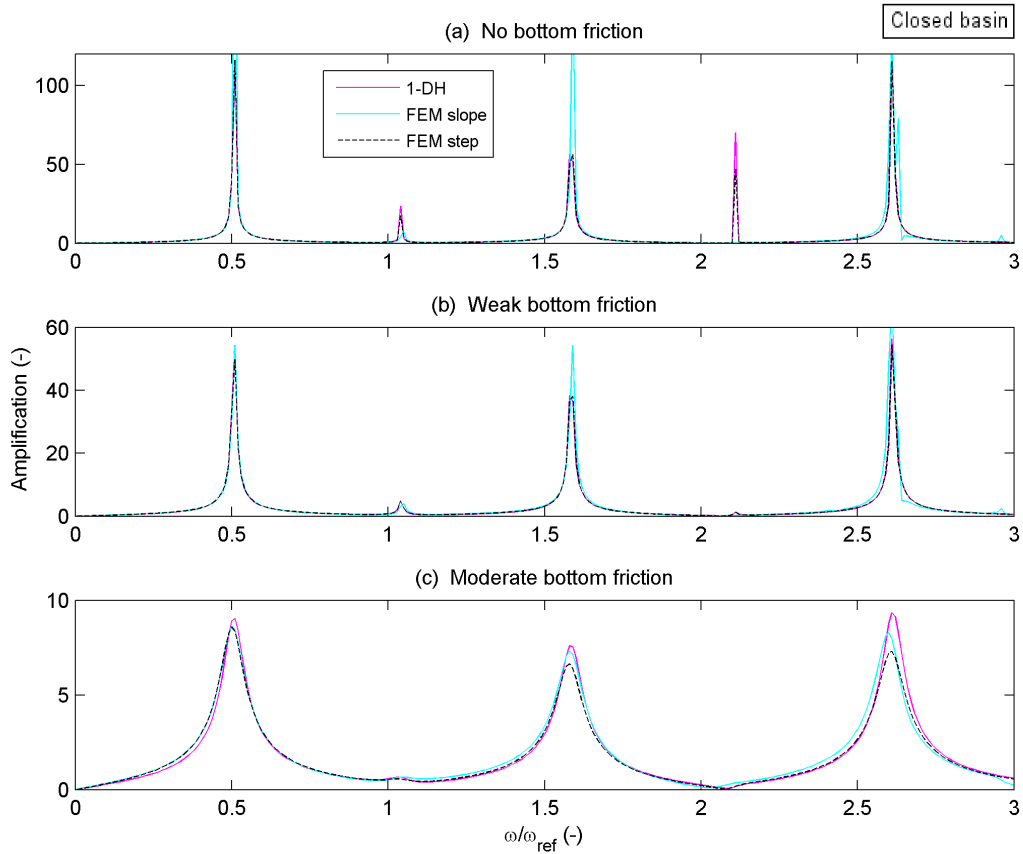 Closed basin
(a) No bottom friction
1-DH
FEM slope
FEM step
100
50
0
0 0.5 1 1.5 2 2.5 3
(b) Weak bottom friction
Amplification (-)
60
40
20
0
0 0.5 1 1.5 2 2.5 3
(c) Moderate bottom friction
10
5
0
0 0.5 1 1.5 2 2.5 3
ω/ω_ref (-)